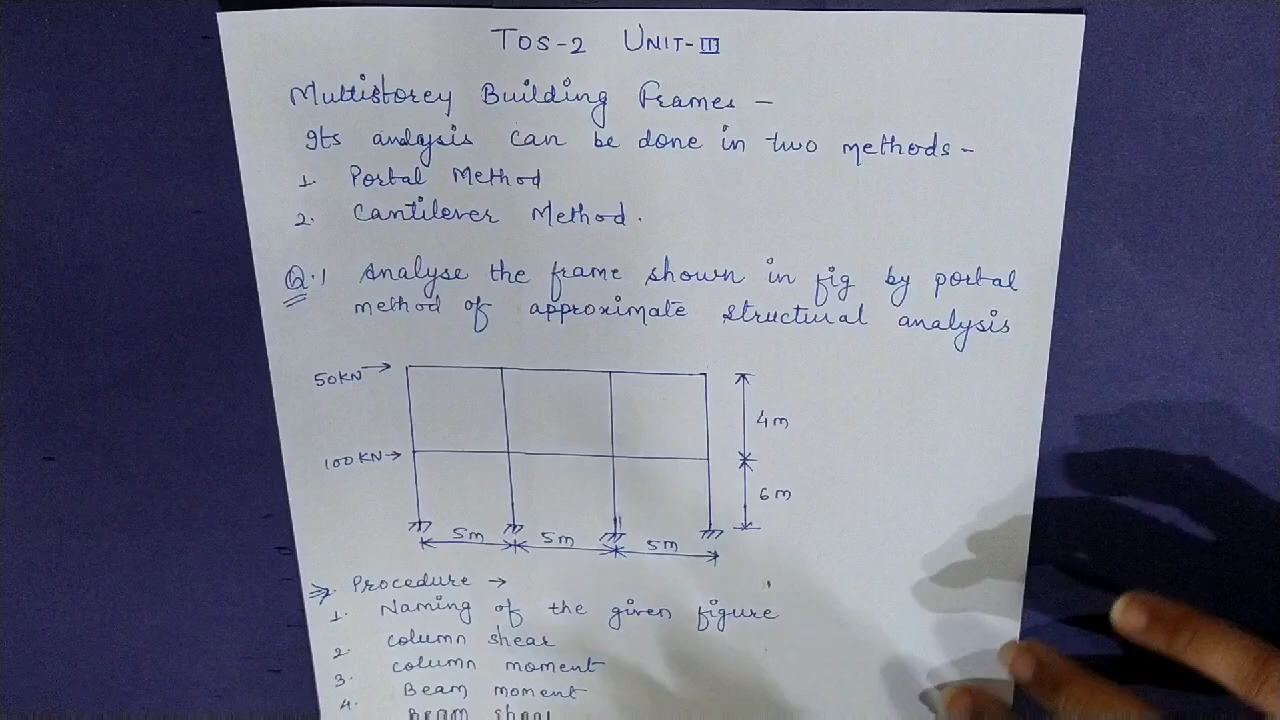 TOS-2 UNIT-III
Multistorey Building Frames -
Its analysis can be done in two methods -
1. Portal Method
2. Cantilever Method.
Q.1 Analyse the frame shown in fig by portal
method of approximate structural analysis
50KN
4m
100KN
6m
5m 5m 5m
Procedure →
1. Naming of the given figure
2. column shear
3. column moment
4. Beam moment
Beam shear